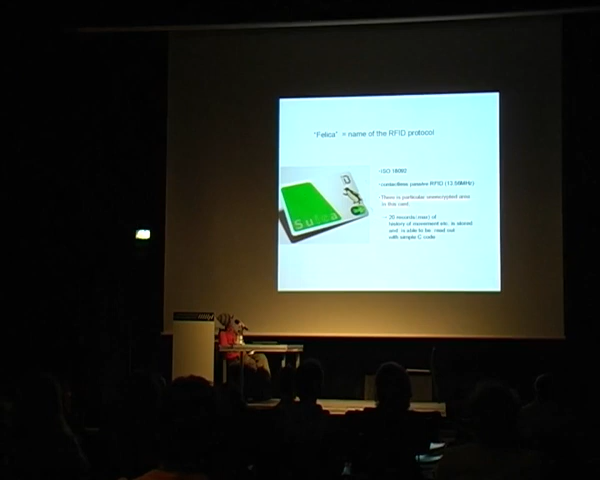 "Felica" = name of the RFID protocol
Suica
-ISO 18092
-contactless passive RFID (13.56MHz)
-There is particular unencrypted area
in this card
→ 20 records(max) of
history of movement etc. is stored
and, is able to be read out
with simple C code